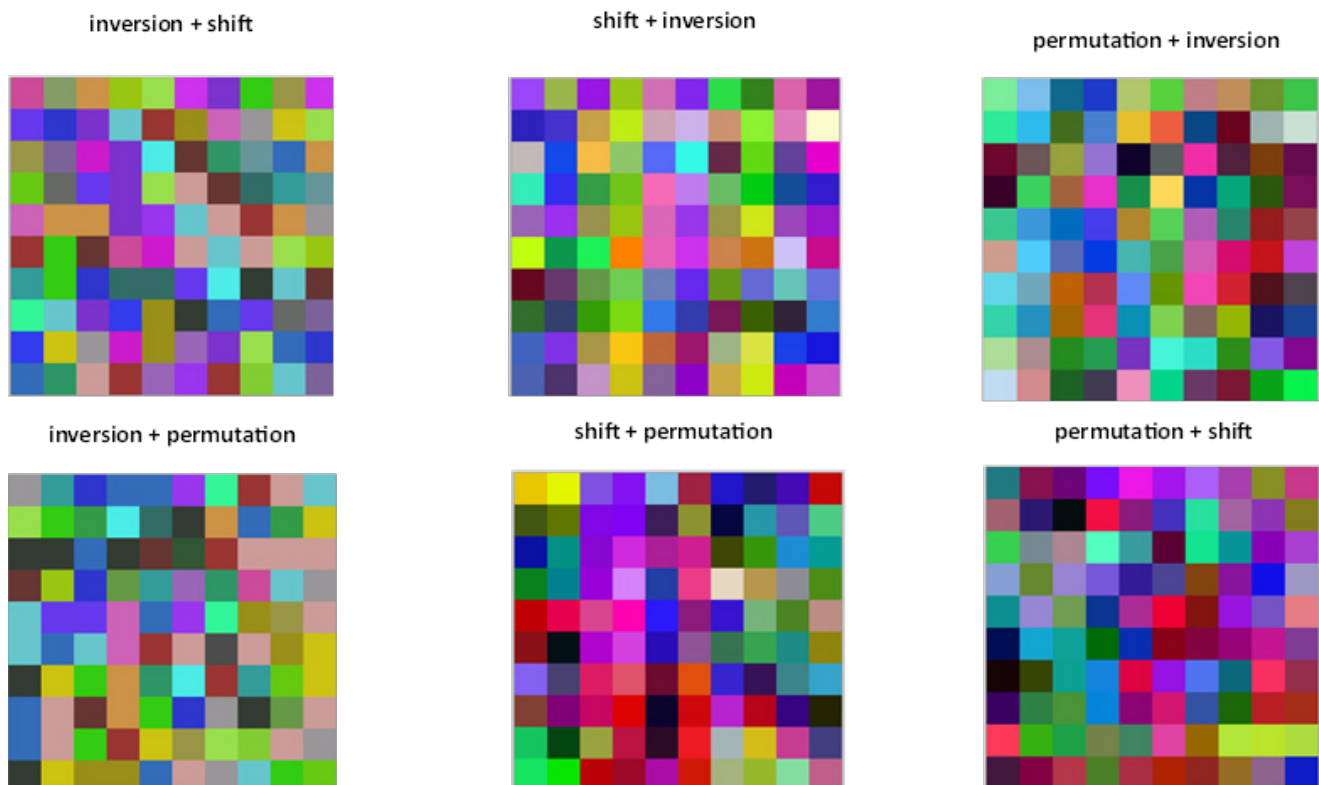 inversion + shift
shift + inversion
permutation + inversion
inversion + permutation
shift + permutation
permutation + shift